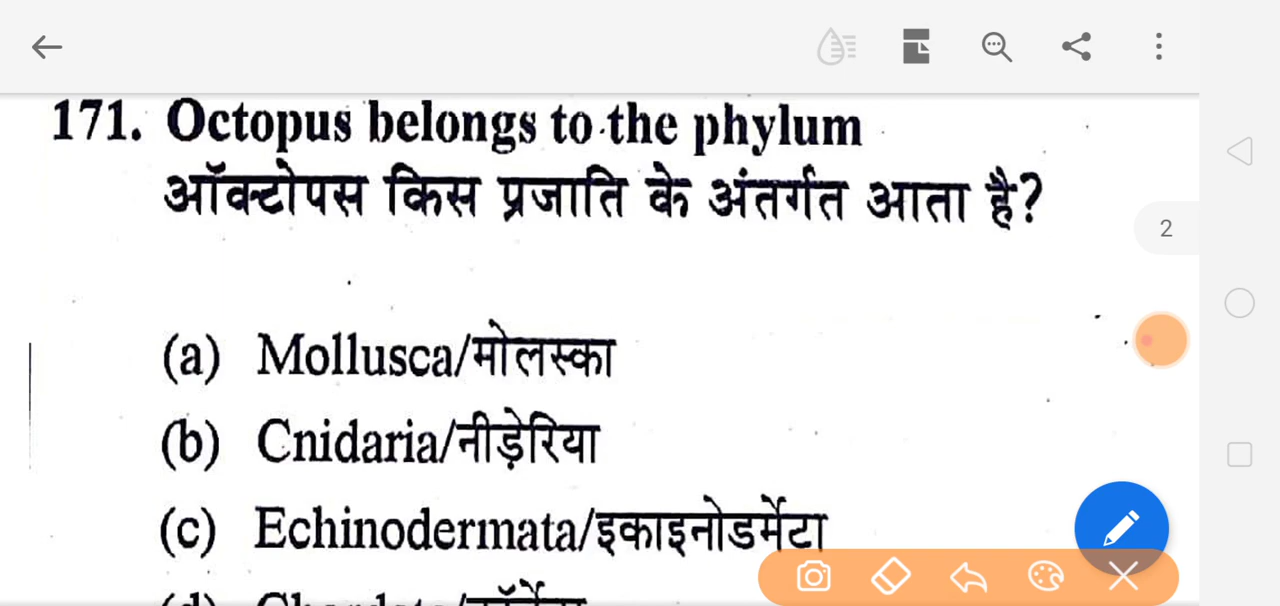 171. Octopus belongs to the phylum
ऑक्टोपस किस प्रजाति के अंतर्गत आता है?
2
(a) Mollusca/मोलस्का
(b) Cnidaria/नीड़ेरिया
(c) Echinodermata/इकाइनोडर्मेटा